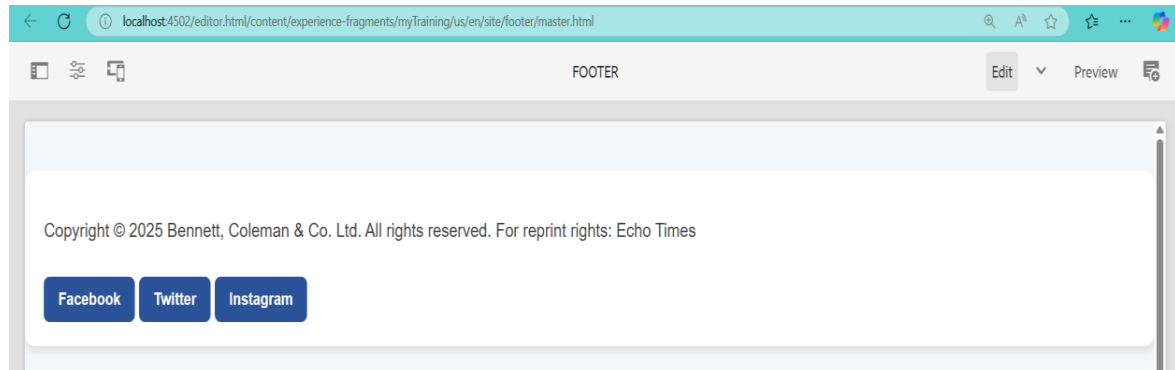 localhost:4502/editor.html/content/experience-fragments/myTraining/us/en/site/footer/master.html
FOOTER Edit Preview
Copyright © 2025 Bennett, Coleman & Co. Ltd. All rights reserved. For reprint rights: Echo Times
Facebook Twitter Instagram